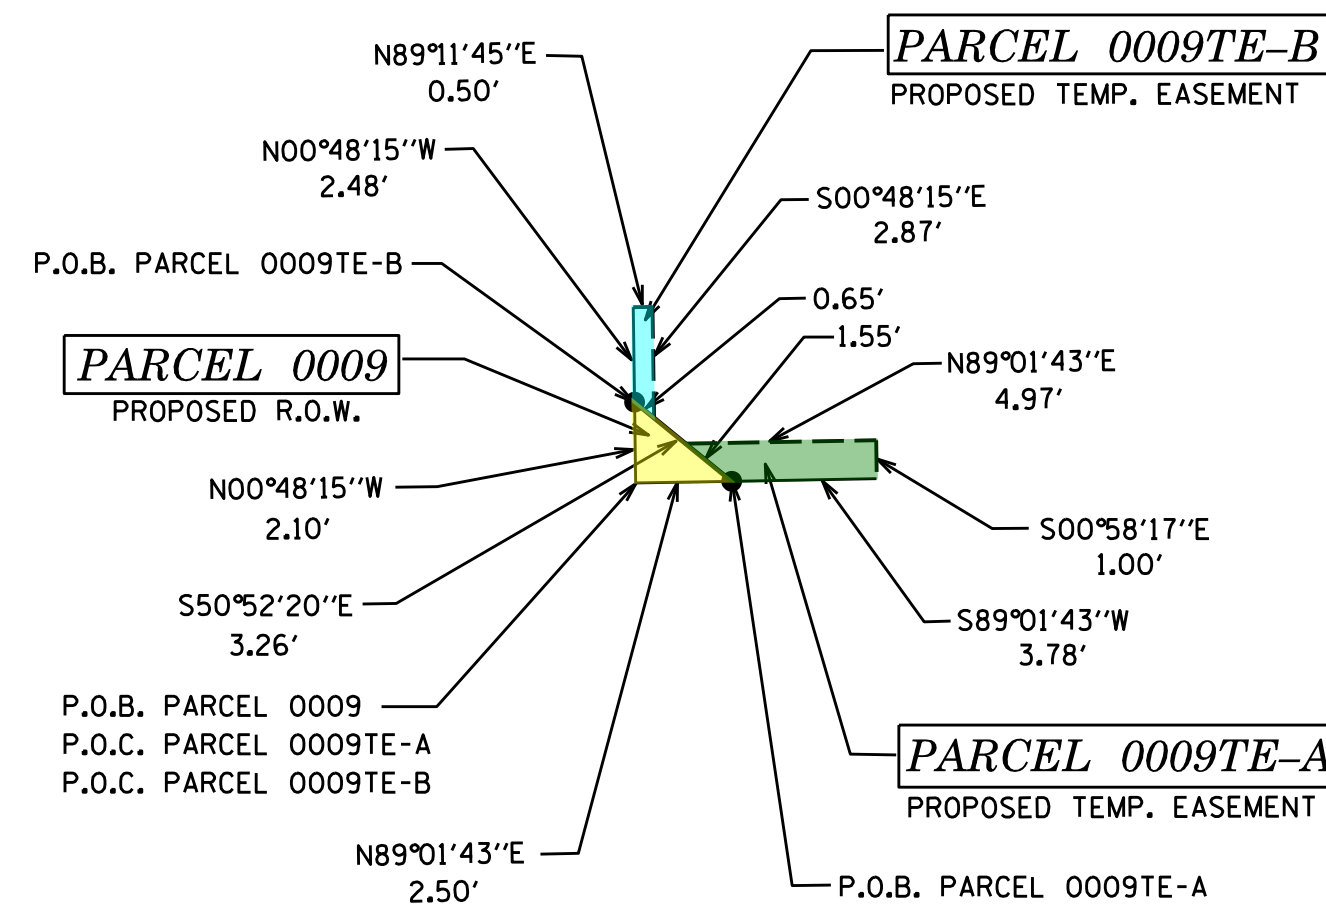 N89°11'45"E
0.50'
PARCEL 0009TE-B
PROPOSED TEMP. EASEMENT
N00°48'15"W
2.48'
S00°48'15"E
2.87'
P.O.B. PARCEL 0009TE-B
0.65'
1.55'
PARCEL 0009
PROPOSED R.O.W.
N89°01'43"E
4.97'
N00°48'15"W
2.10'
S00°58'17"E
1.00'
S50°52'20"E
3.26'
S89°01'43"W
3.78'
P.O.B. PARCEL 0009
P.O.C. PARCEL 0009TE-A
P.O.C. PARCEL 0009TE-B
PARCEL 0009TE-A
PROPOSED TEMP. EASEMENT
N89°01'43"E
2.50'
P.O.B. PARCEL 0009TE-A